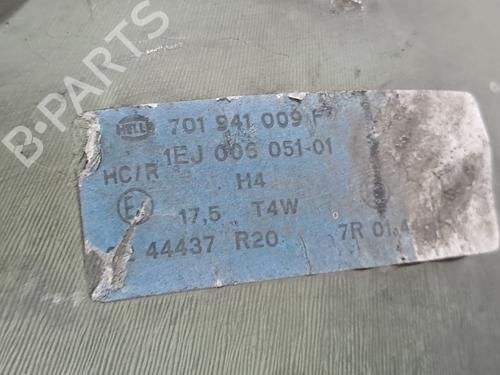 B-PARTS
HELLA 701 941 009 F
1EJ 006 051-01
HC/R H4
E 17,5 T4W
44437 R20 7R 01